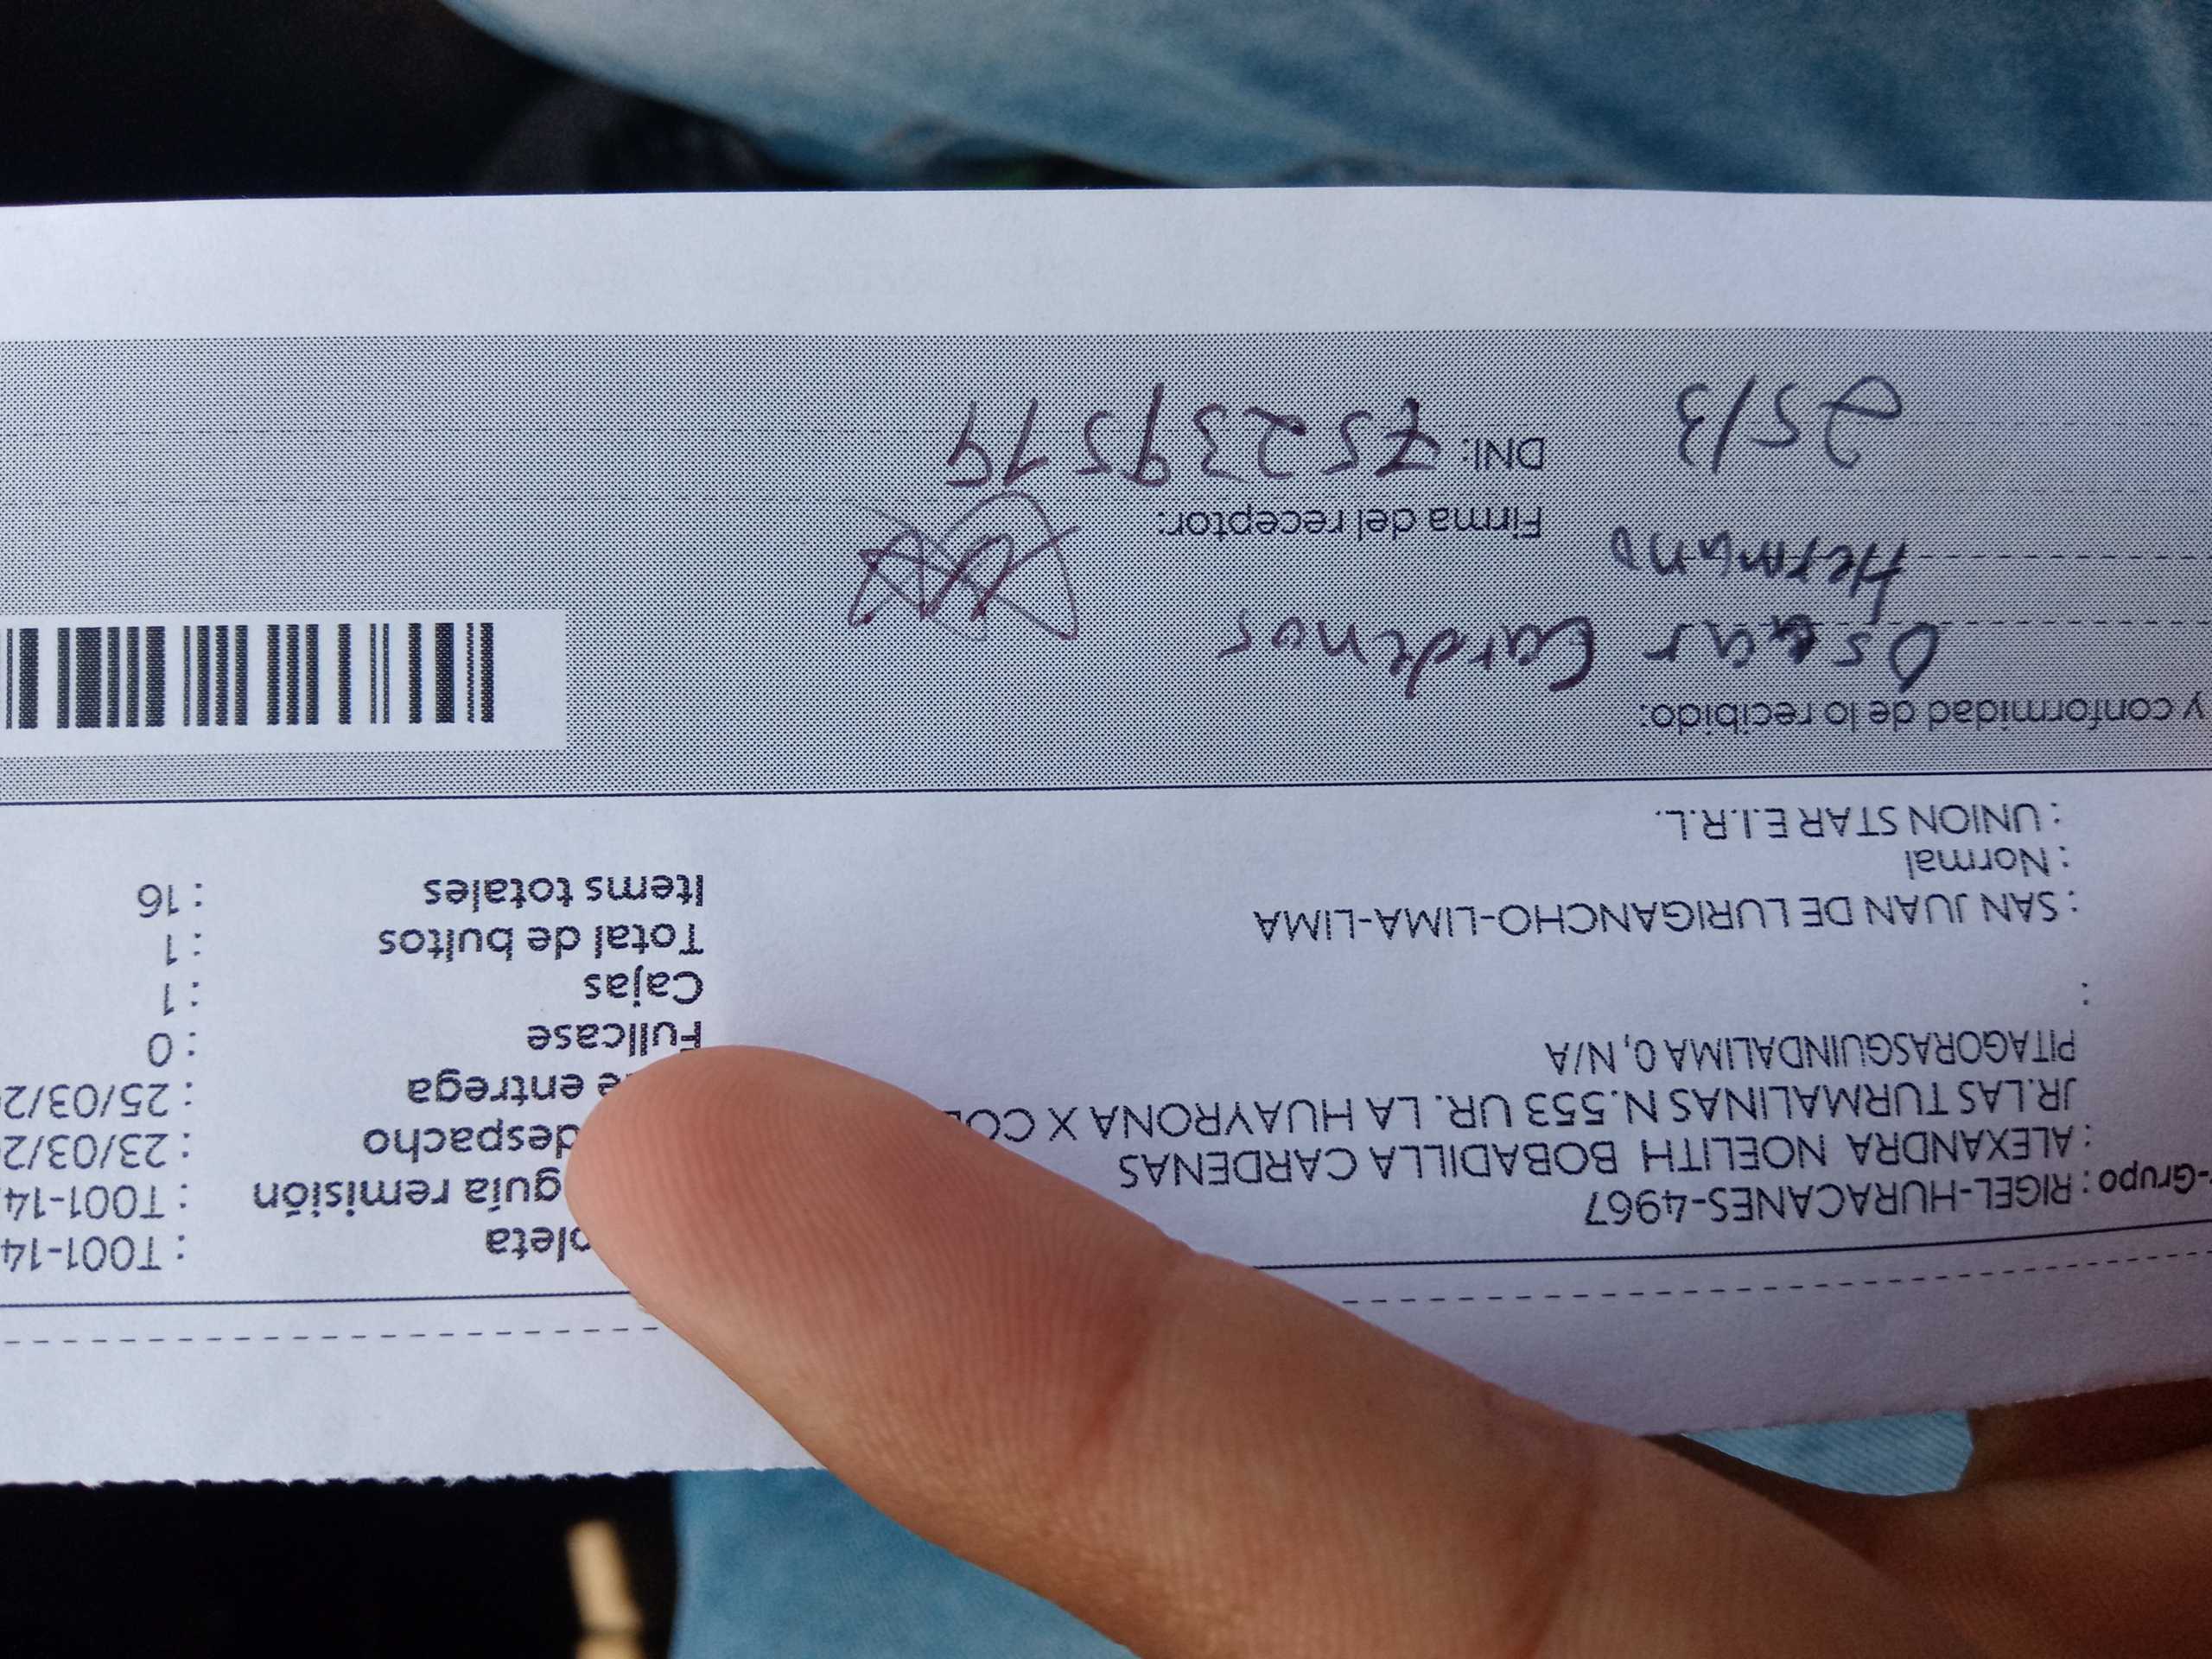 -Grupo : RIGEL-HURACANES-4967
: ALEXANDRA NOELITH BOBADILLA CARDENAS
JR.LAS TURMALINAS N.553 UR. LA HUAYRONA X CO
PITAGORASGUINDALIMA 0, N/A
:
: SAN JUAN DE LURIGANCHO-LIMA-LIMA
: Normal
: UNION STAR E.I.R.L.
pleta : T001-14
guía remisión : T001-14
despacho : 23/03/2
e entrega : 25/03/2
Fullcase : 0
Cajas : 1
Total de bultos : 1
Items totales : 16
y conformidad de lo recibido:
Oscar Cardenas
Hermano
Firma del receptor:
25/3
DNI: 75239519